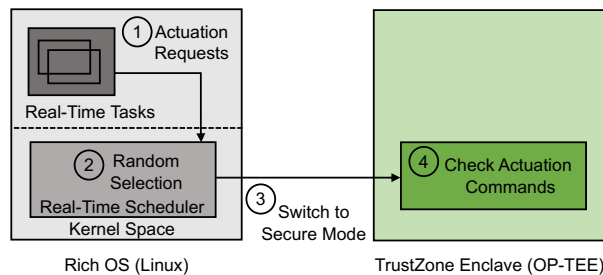 1 Actuation
Requests
Real-Time Tasks
2 Random
Selection
Real-Time Scheduler
Kernel Space
3 Switch to
Secure Mode
4 Check Actuation
Commands
Rich OS (Linux)
TrustZone Enclave (OP-TEE)